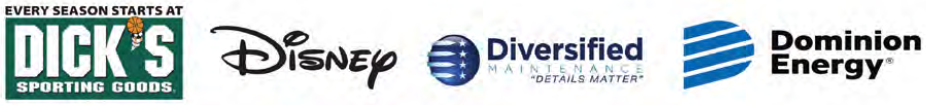 EVERY SEASON STARTS AT
DICK'S
SPORTING GOODS.
Disney
Diversified
MAINTENANCE
"DETAILS MATTER"
Dominion
Energy®